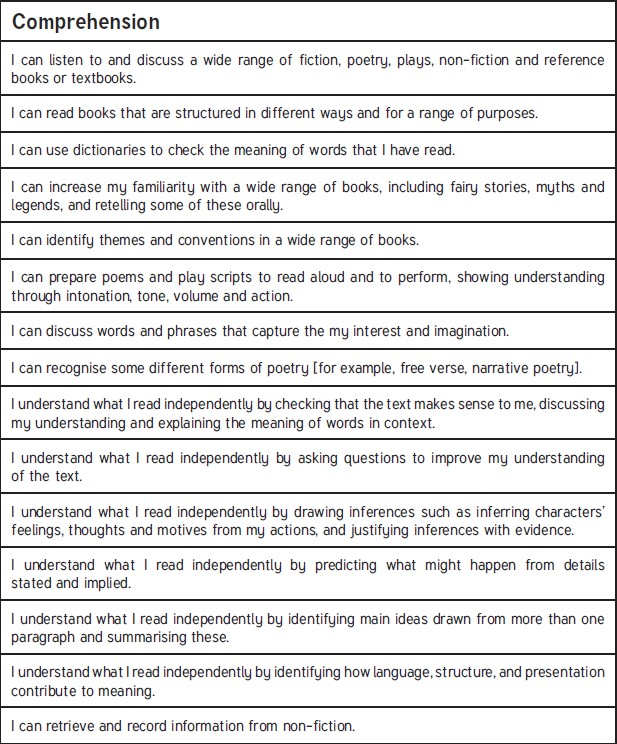 Comprehension
I can listen to and discuss a wide range of fiction, poetry, plays, non-fiction and reference
books or textbooks.
I can read books that are structured in different ways and for a range of purposes.
I can use dictionaries to check the meaning of words that I have read.
I can increase my familiarity with a wide range of books, including fairy stories, myths and
legends, and retelling some of these orally.
I can identify themes and conventions in a wide range of books.
I can prepare poems and play scripts to read aloud and to perform, showing understanding
through intonation, tone, volume and action.
I can discuss words and phrases that capture the my interest and imagination.
I can recognise some different forms of poetry [for example, free verse, narrative poetry].
I understand what I read independently by checking that the text makes sense to me, discussing
my understanding and explaining the meaning of words in context.
I understand what I read independently by asking questions to improve my understanding
of the text.
I understand what I read independently by drawing inferences such as inferring characters'
feelings, thoughts and motives from my actions, and justifying inferences with evidence.
I understand what I read independently by predicting what might happen from details
stated and implied.
I understand what I read independently by identifying main ideas drawn from more than one
paragraph and summarising these.
I understand what I read independently by identifying how language, structure, and presentation
contribute to meaning.
I can retrieve and record information from non-fiction.